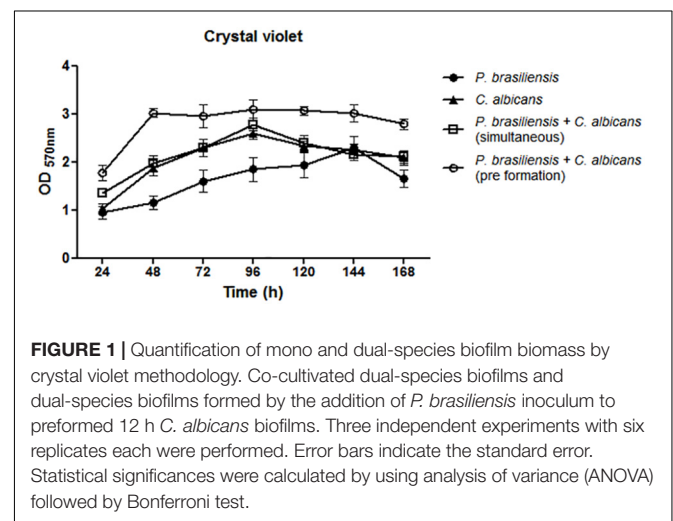 Crystal violet
4
3
2
1
0
OD 570nm
24 48 72 96 120 144 168
Time (h)
P. brasiliensis
C. albicans
P. brasiliensis + C. albicans
(simultaneous)
P. brasiliensis + C. albicans
(pre formation)
FIGURE 1 | Quantification of mono and dual-species biofilm biomass by
crystal violet methodology. Co-cultivated dual-species biofilms and
dual-species biofilms formed by the addition of P. brasiliensis inoculum to
preformed 12 h C. albicans biofilms. Three independent experiments with six
replicates each were performed. Error bars indicate the standard error.
Statistical significances were calculated by using analysis of variance (ANOVA)
followed by Bonferroni test.